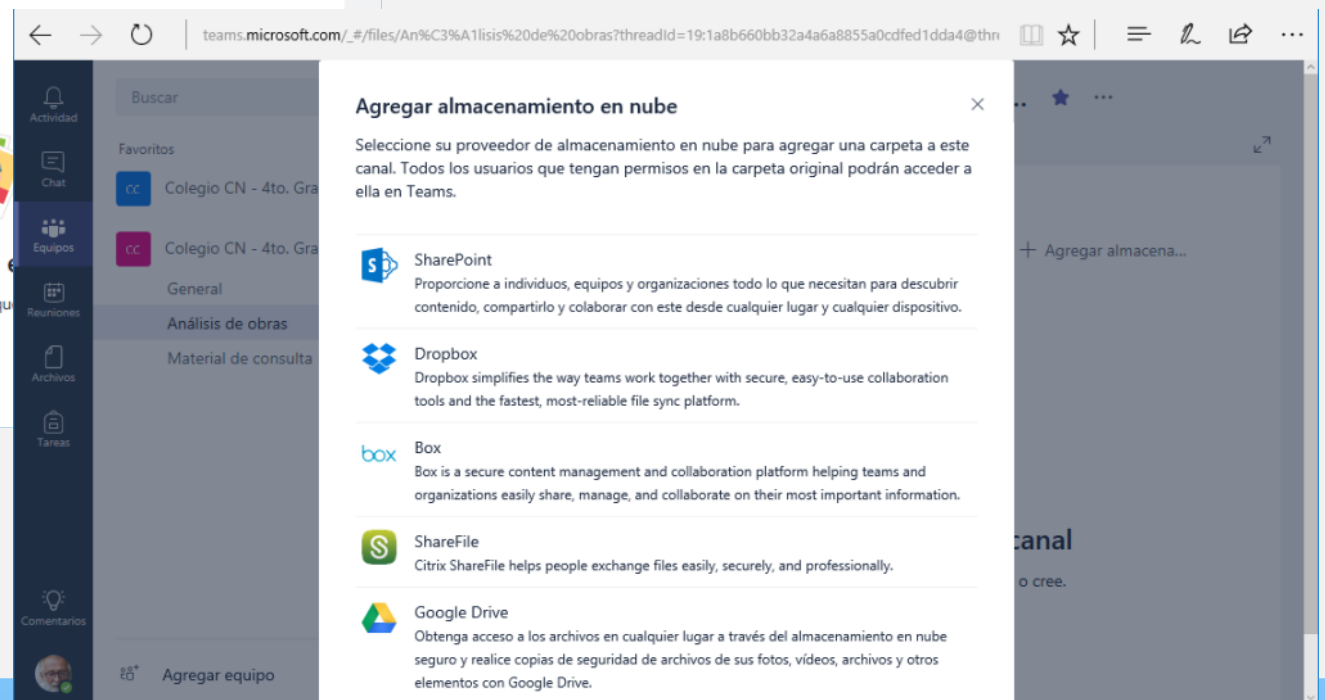 teams.microsoft.com/_#/files/An%C3%A1lisis%20de%20obras?threadId=19:1a8b660bb32a4a6a8855a0cdfed1dda4@thre
Actividad
Chat
Equipos
Reuniones
Archivos
Tareas
Comentarios
Buscar
Favoritos
CC Colegio CN - 4to. Gra
CC Colegio CN - 4to. Gra
General
Análisis de obras
Material de consulta
Agregar equipo
Agregar almacenamiento en nube
Seleccione su proveedor de almacenamiento en nube para agregar una carpeta a este
canal. Todos los usuarios que tengan permisos en la carpeta original podrán acceder a
ella en Teams.
SharePoint
Proporcione a individuos, equipos y organizaciones todo lo que necesitan para descubrir
contenido, compartirlo y colaborar con este desde cualquier lugar y cualquier dispositivo.
Dropbox
Dropbox simplifies the way teams work together with secure, easy-to-use collaboration
tools and the fastest, most-reliable file sync platform.
box
Box
Box is a secure content management and collaboration platform helping teams and
organizations easily share, manage, and collaborate on their most important information.
ShareFile
Citrix ShareFile helps people exchange files easily, securely, and professionally.
Google Drive
Obtenga acceso a los archivos en cualquier lugar a través del almacenamiento en nube
seguro y realice copias de seguridad de archivos de sus fotos, vídeos, archivos y otros
elementos con Google Drive.
+ Agregar almacena...
canal
o cree.